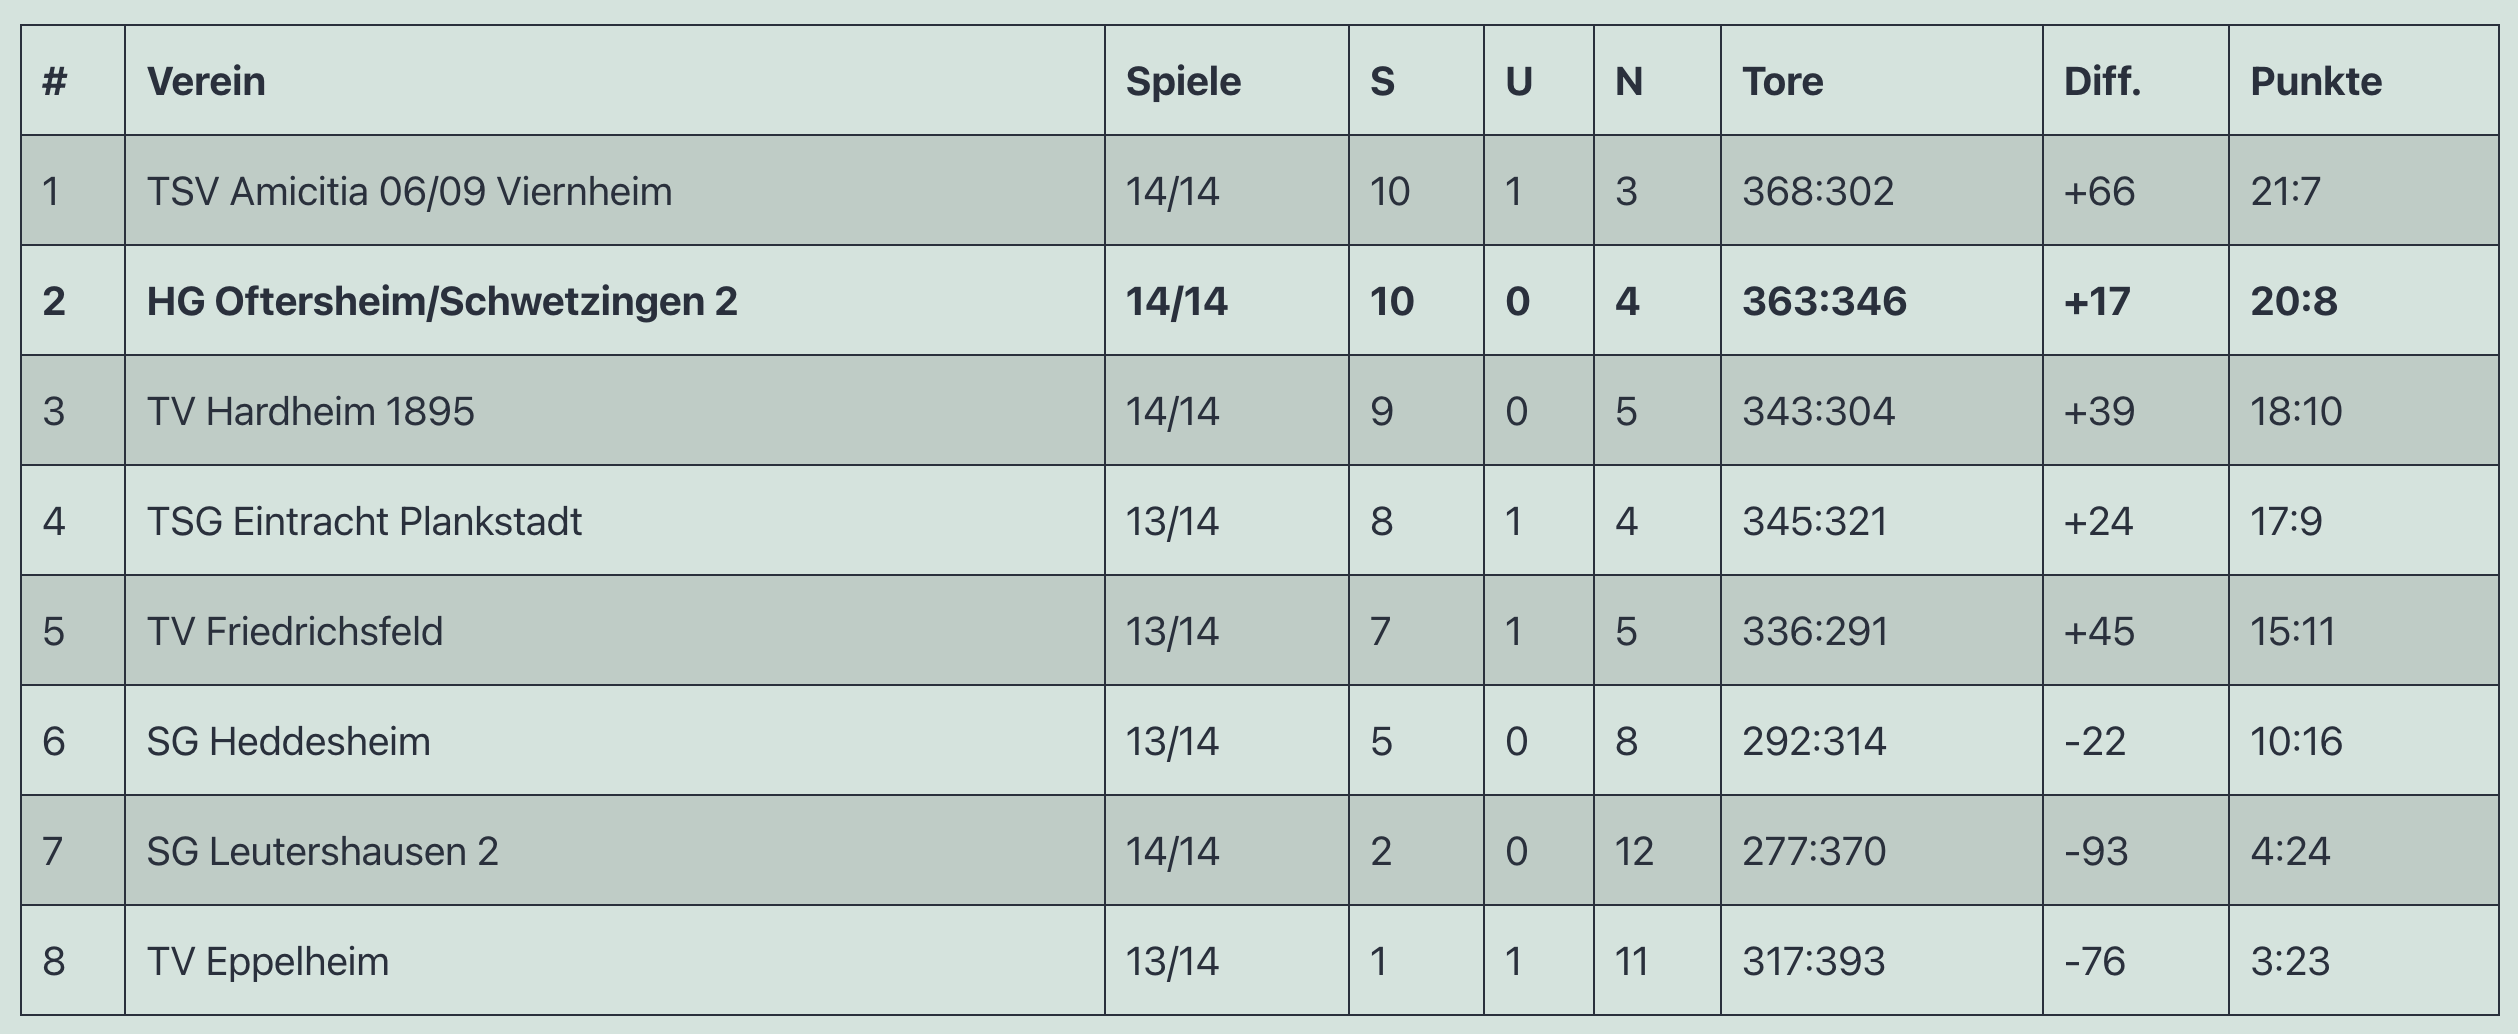 # Verein Spiele S U N Tore Diff. Punkte
1 TSV Amicitia 06/09 Viernheim 14/14 10 1 3 368:302 +66 21:7
2 HG Oftersheim/Schwetzingen 2 14/14 10 0 4 363:346 +17 20:8
3 TV Hardheim 1895 14/14 9 0 5 343:304 +39 18:10
4 TSG Eintracht Plankstadt 13/14 8 1 4 345:321 +24 17:9
5 TV Friedrichsfeld 13/14 7 1 5 336:291 +45 15:11
6 SG Heddesheim 13/14 5 0 8 292:314 -22 10:16
7 SG Leutershausen 2 14/14 2 0 12 277:370 -93 4:24
8 TV Eppelheim 13/14 1 1 11 317:393 -76 3:23